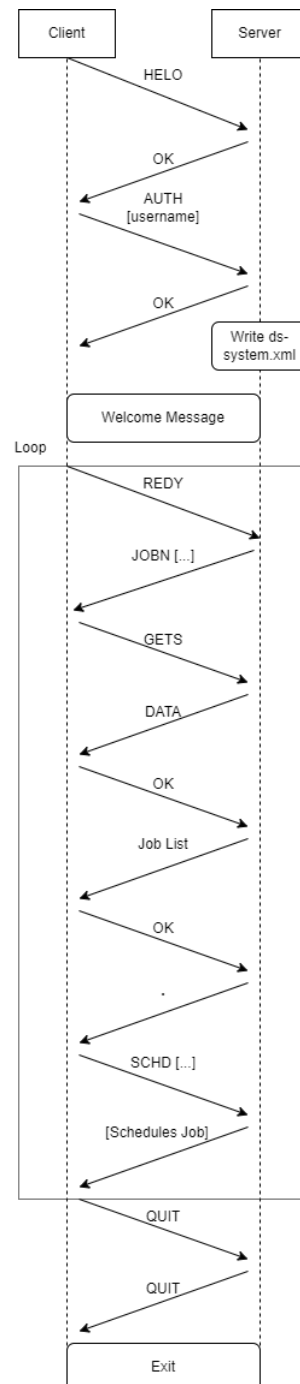 Client
Server
HELO
OK
AUTH
[username]
OK
Write ds-
system.xml
Welcome Message
Loop
REDY
JOBN [...]
GETS
DATA
OK
Job List
OK
.
SCHD [...]
[Schedules Job]
QUIT
QUIT
Exit